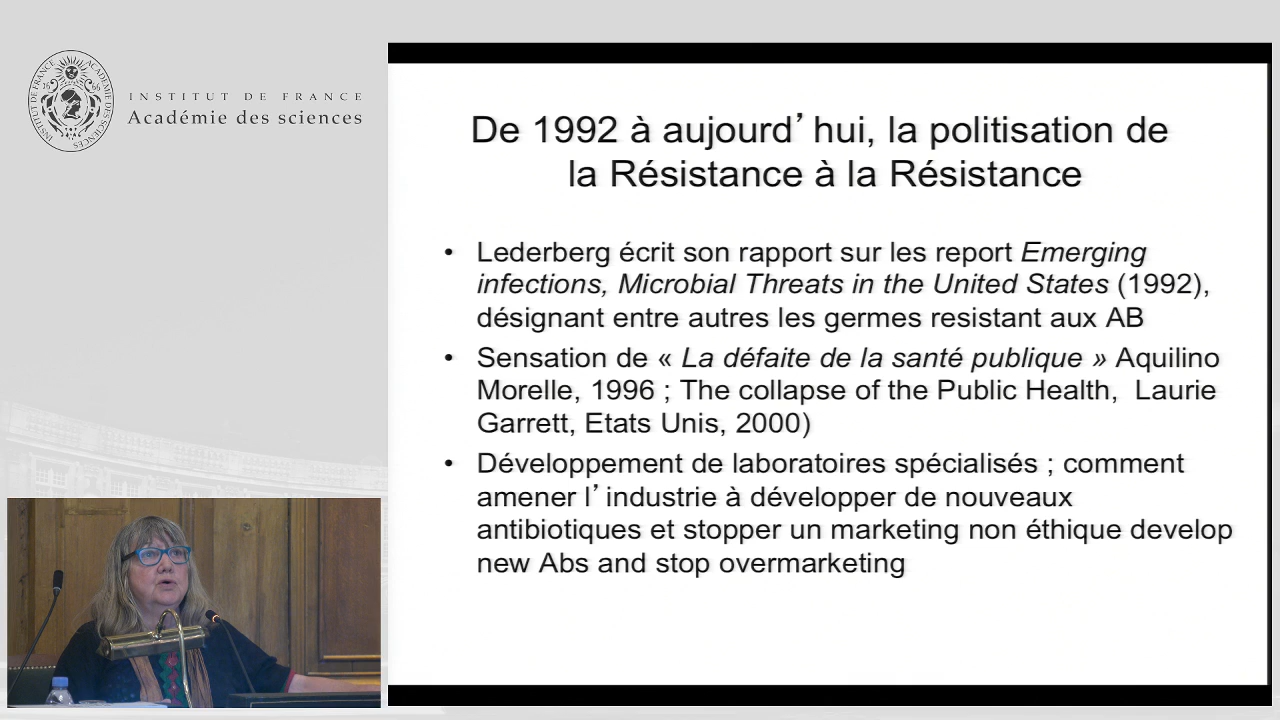 INSTITUT DE FRANCE
Académie des sciences
De 1992 à aujourd’hui, la politisation de
la Résistance à la Résistance
• Lederberg écrit son rapport sur les report Emerging
infections, Microbial Threats in the United States (1992),
désignant entre autres les germes resistant aux AB
• Sensation de « La défaite de la santé publique » Aquilino
Morelle, 1996 ; The collapse of the Public Health, Laurie
Garrett, Etats Unis, 2000)
• Développement de laboratoires spécialisés ; comment
amener l’industrie à développer de nouveaux
antibiotiques et stopper un marketing non éthique develop
new Abs and stop overmarketing